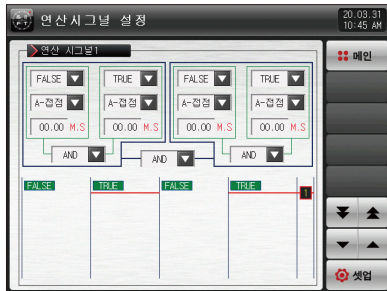 연산시그널 설정
20.03.31
10:45 AM
연산 시그널1
메인
FALSE TRUE FALSE TRUE
A-접점 A-접점 A-접점 A-접점
00.00 M.S 00.00 M.S 00.00 M.S 00.00 M.S
AND AND AND
FALSE TRUE FALSE TRUE
1
셋업